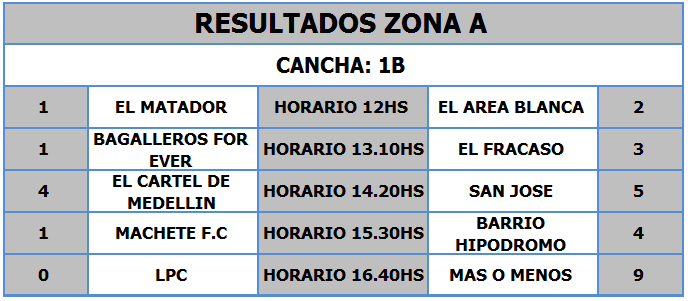 RESULTADOS ZONA A
CANCHA: 1B
1 EL MATADOR HORARIO 12HS EL AREA BLANCA 2
1 BAGALLEROS FOR EVER HORARIO 13.10HS EL FRACASO 3
4 EL CARTEL DE MEDELLIN HORARIO 14.20HS SAN JOSE 5
1 MACHETE F.C HORARIO 15.30HS BARRIO HIPODROMO 4
0 LPC HORARIO 16.40HS MAS O MENOS 9